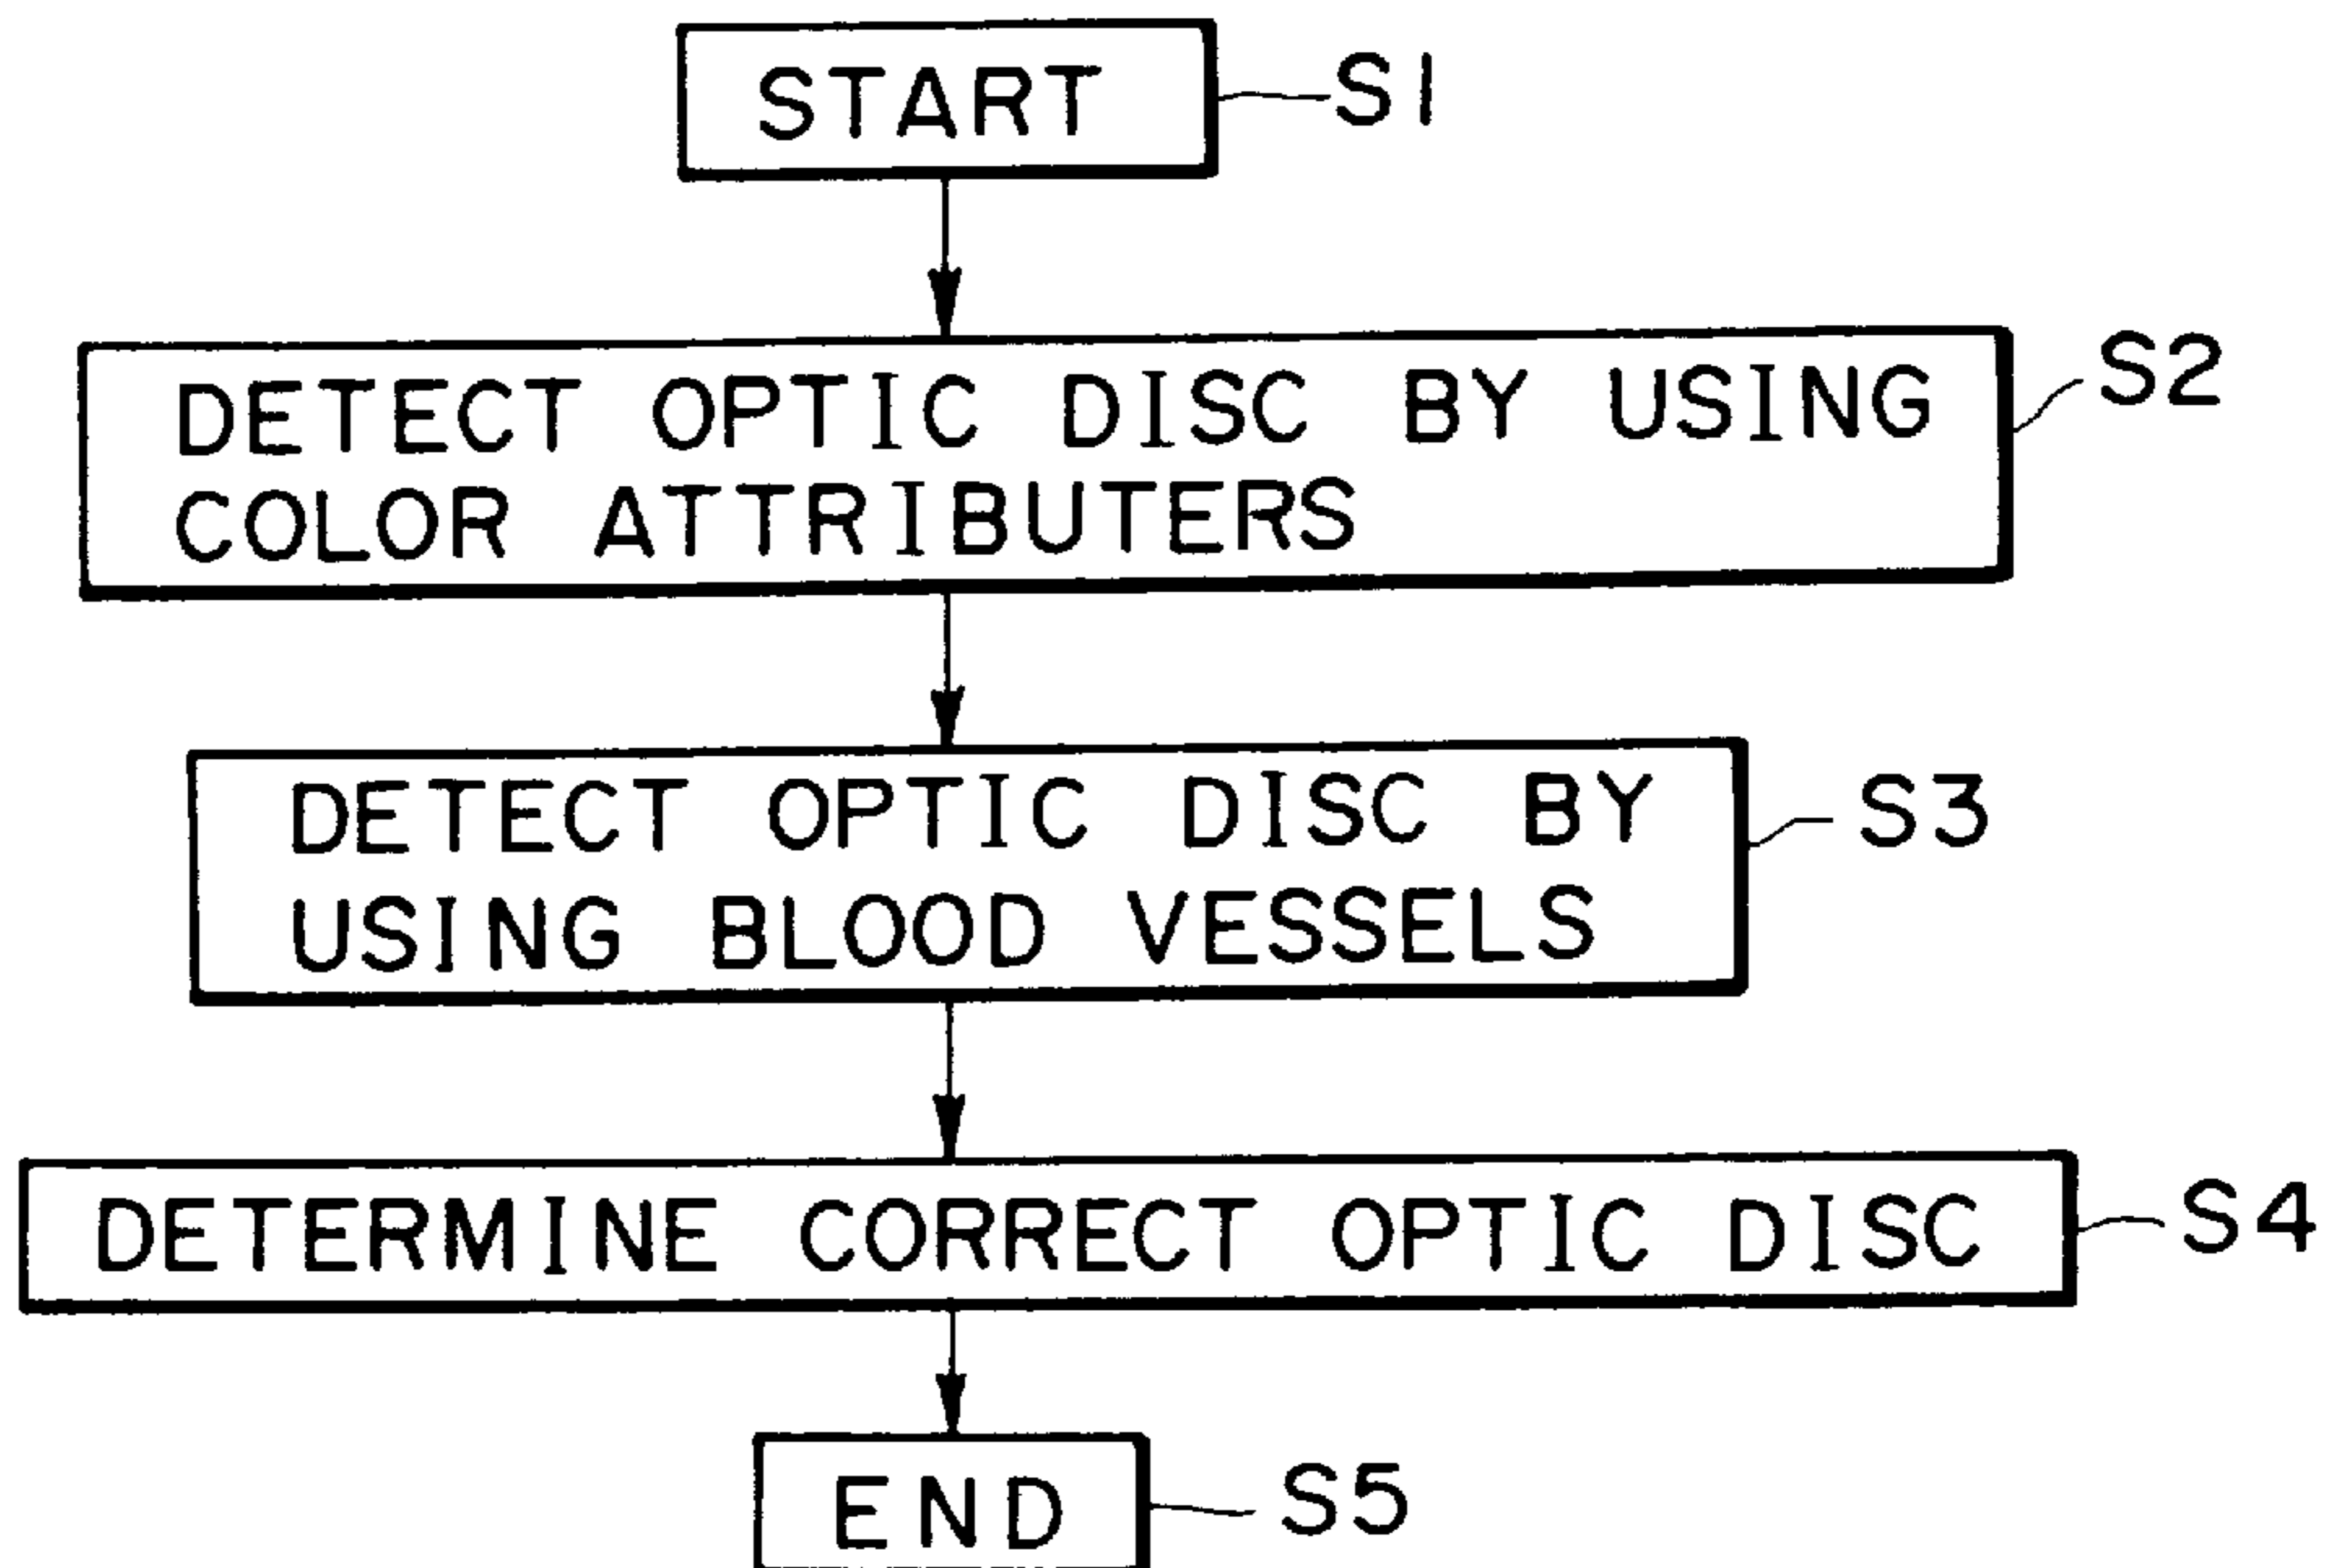 START
S1
DETECT OPTIC DISC BY USING
COLOR ATTRIBUTERS
S2
DETECT OPTIC DISC BY
USING BLOOD VESSELS
S3
DETERMINE CORRECT OPTIC DISC
S4
END
S5